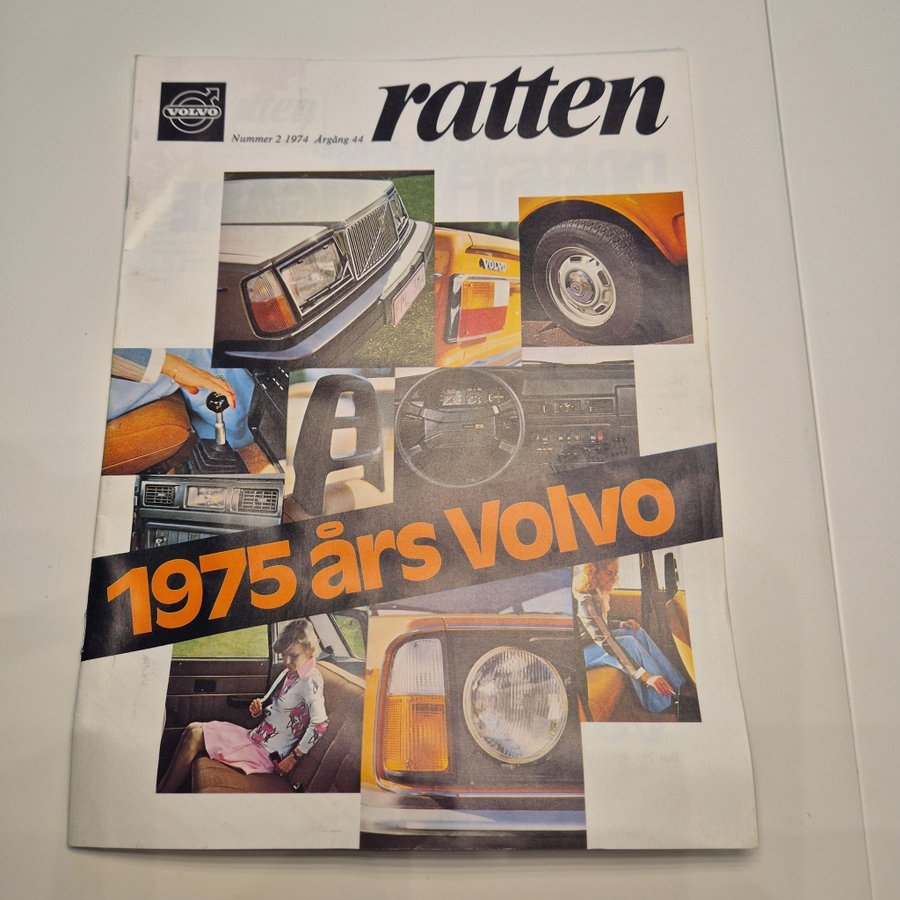 VOLVO
ratten
Nummer 2 1974 Årgång 44
VOLVO
1975 års Volvo